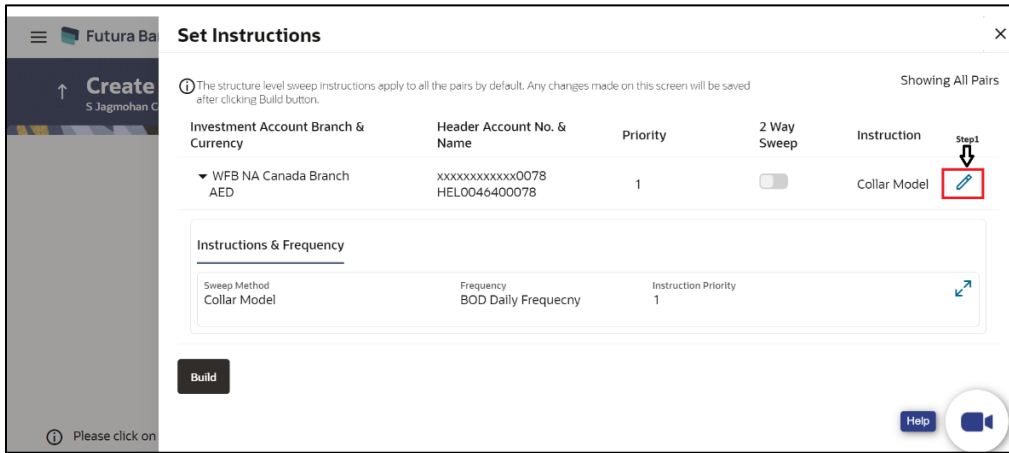 Futura Ba
Set Instructions
Create
S Jagmohan C
The structure level sweep instructions apply to all the pairs by default. Any changes made on this screen will be saved
after clicking Build button.
Showing All Pairs
Investment Account Branch &
Currency
Header Account No. &
Name
Priority
2 Way
Sweep
Instruction
Step1
WFB NA Canada Branch
AED
xxxxxxxxxxxx0078
HEL0046400078
1
Collar Model
Instructions & Frequency
Sweep Method
Collar Model
Frequency
BOD Daily Frequecny
Instruction Priority
1
Build
Help
Please click on